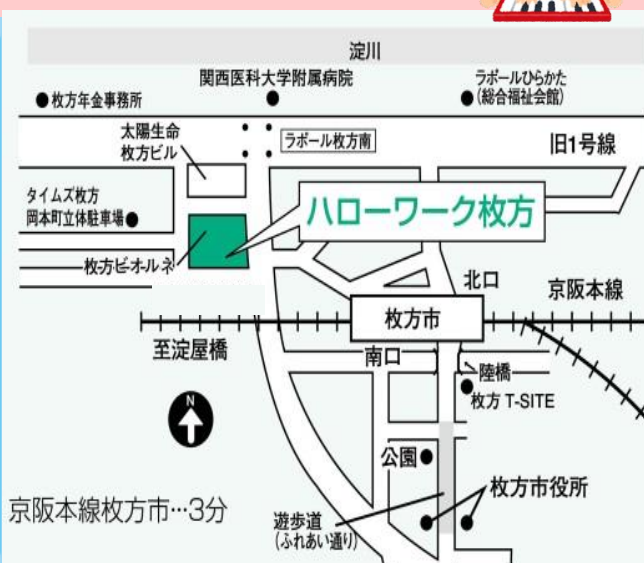 淀川
関西医科大学附属病院
ラポールひらかた
(総合福祉会館)
枚方年金事務所
太陽生命
枚方ビル
ラポール枚方南
旧1号線
タイムズ枚方
岡本町立体駐車場
ハローワーク枚方
枚方ビオルネ
北口
京阪本線
枚方市
至淀屋橋
南口
陸橋
枚方 T-SITE
N
公園
枚方市役所
京阪本線枚方市…3分
遊歩道
(ふれあい通り)